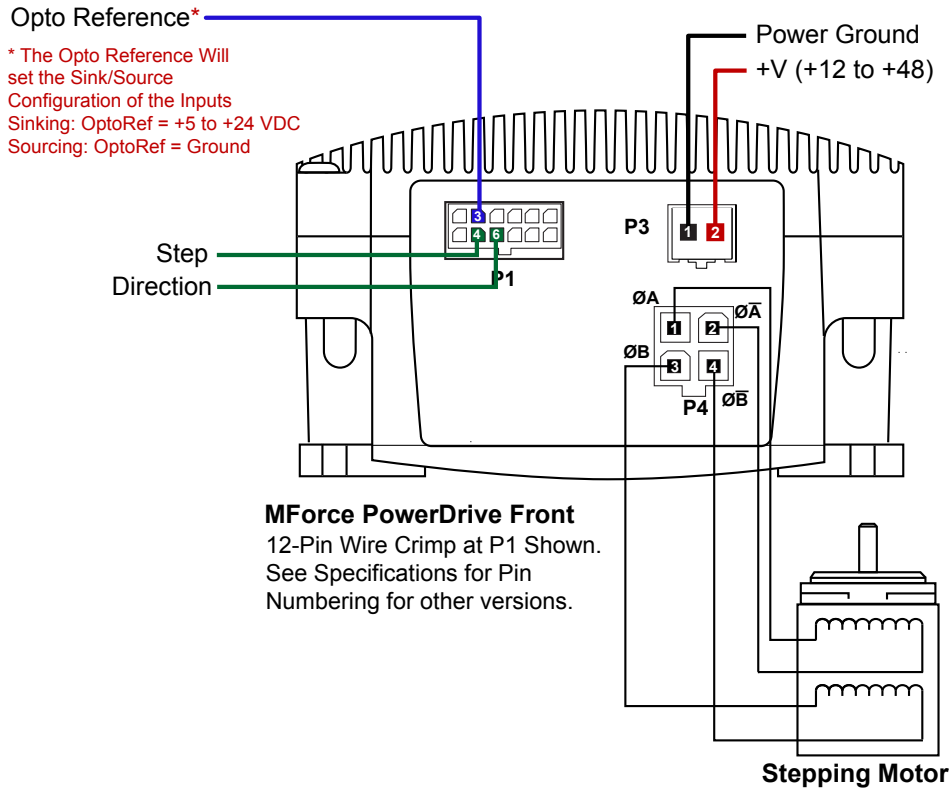 Opto Reference*
* The Opto Reference Will
set the Sink/Source
Configuration of the Inputs
Sinking: OptoRef = +5 to +24 VDC
Sourcing: OptoRef = Ground
Power Ground
+V (+12 to +48)
3
4 6
P1
Step
Direction
P3
1 2
ØA
ØA̅
1 2
ØB
3 4
ØB̅
P4
MForce PowerDrive Front
12-Pin Wire Crimp at P1 Shown.
See Specifications for Pin
Numbering for other versions.
Stepping Motor